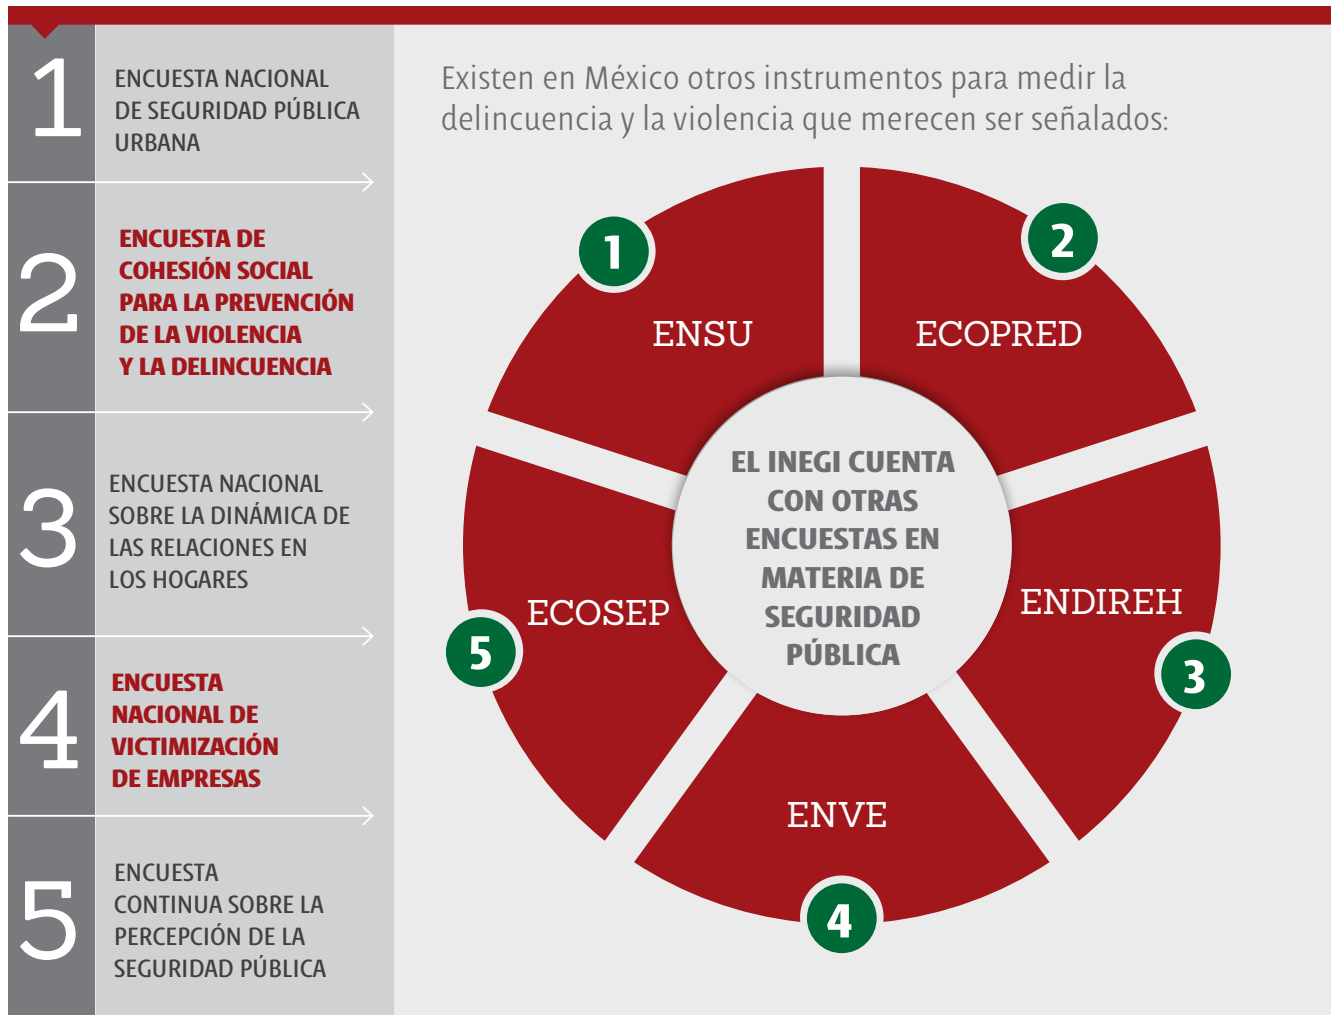 1
ENCUESTA NACIONAL
DE SEGURIDAD PÚBLICA
URBANA
2
ENCUESTA DE
COHESIÓN SOCIAL
PARA LA PREVENCIÓN
DE LA VIOLENCIA
Y LA DELINCUENCIA
3
ENCUESTA NACIONAL
SOBRE LA DINÁMICA DE
LAS RELACIONES EN
LOS HOGARES
4
ENCUESTA
NACIONAL DE
VICTIMIZACIÓN
DE EMPRESAS
5
ENCUESTA
CONTINUA SOBRE LA
PERCEPCIÓN DE LA
SEGURIDAD PÚBLICA
Existen en México otros instrumentos para medir la
delincuencia y la violencia que merecen ser señalados:
1
ENSU
2
ECOPRED
3
ENDIREH
4
ENVE
5
ECOSEP
EL INEGI CUENTA
CON OTRAS
ENCUESTAS EN
MATERIA DE
SEGURIDAD
PÚBLICA